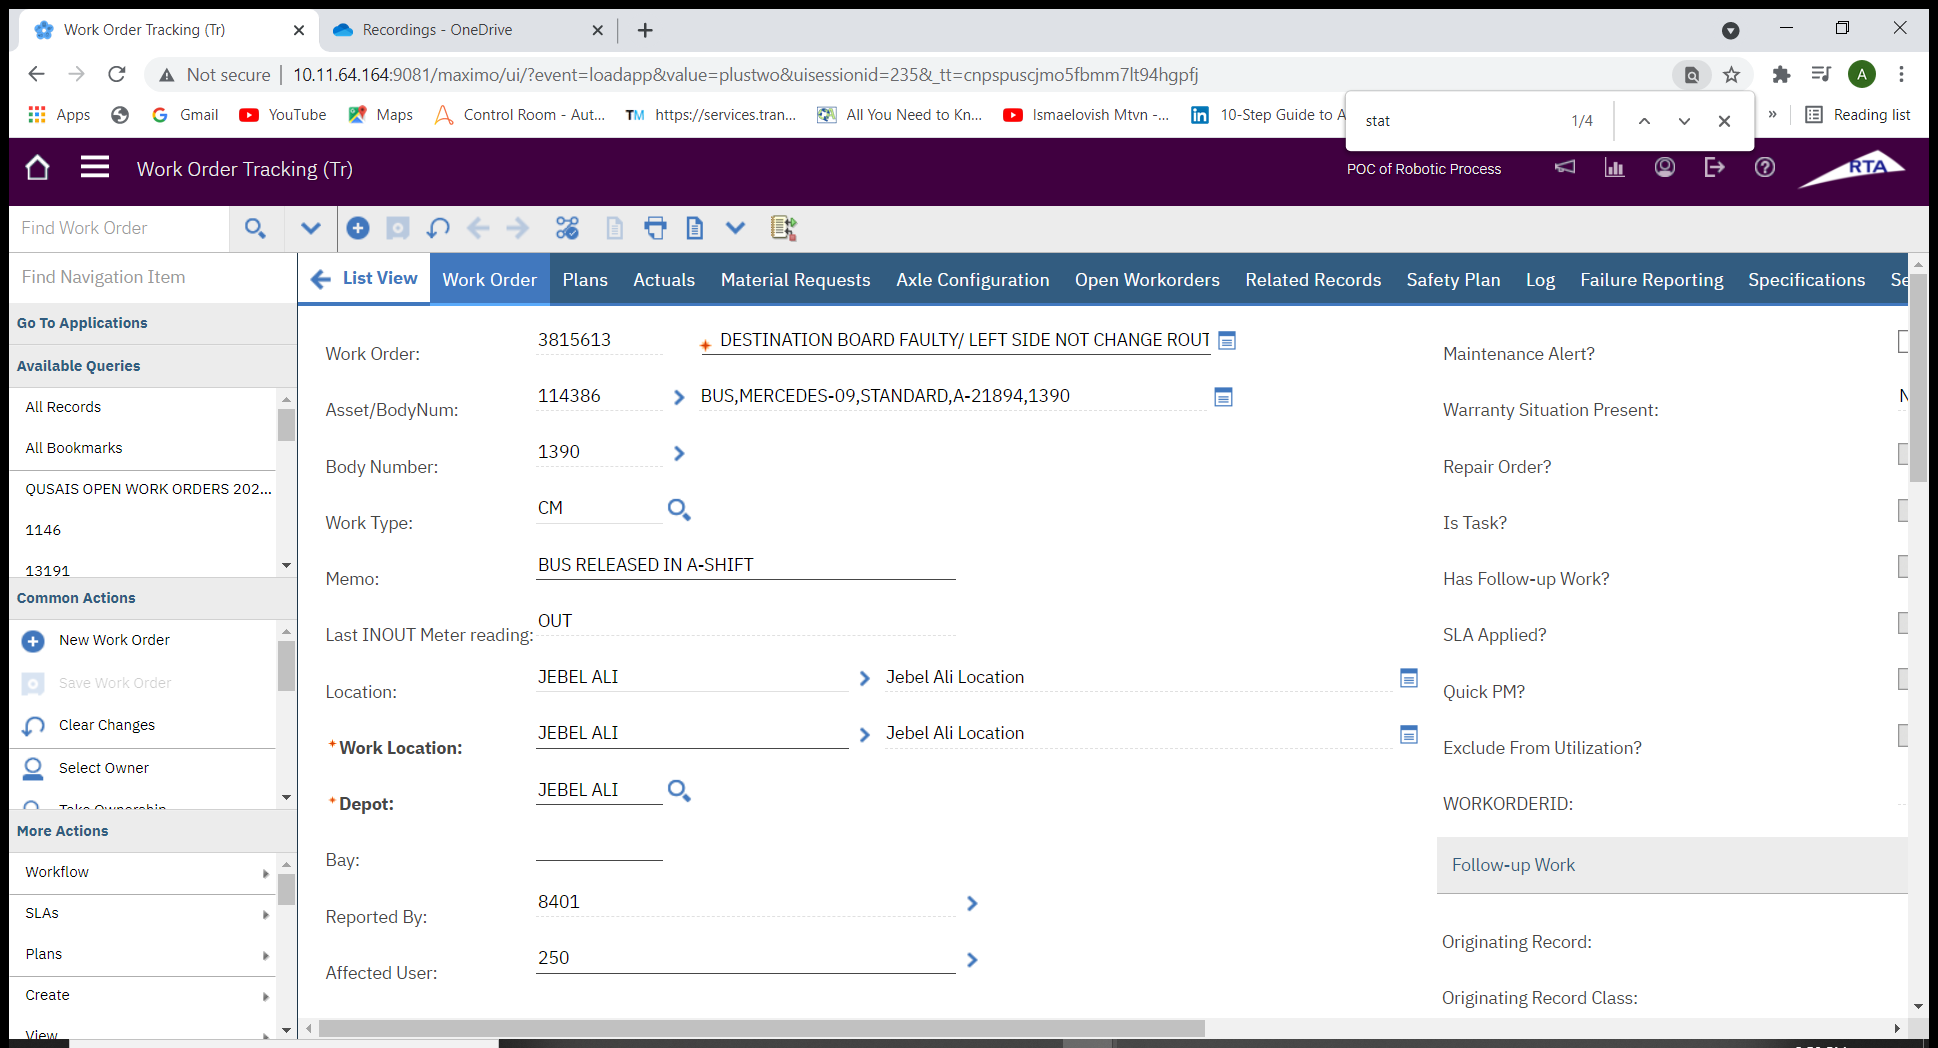 Work Order Tracking (Tr)
Recordings - OneDrive
Not secure
10.11.64.164:9081/maximo/ui/?event=loadapp&value=plustwo&uisessionid=235&_tt=cnpspuscjmo5fbmm7lt94hgpfj
A
Apps
Gmail
YouTube
Maps
Control Room - Aut...
TM https://services.tran...
All You Need to Kn...
Ismaelovish Mtvn -...
10-Step Guide to A
stat
1/4
»
Reading list
Work Order Tracking (Tr)
POC of Robotic Process
RTA
Find Work Order
Find Navigation Item
List View
Work Order
Plans
Actuals
Material Requests
Axle Configuration
Open Workorders
Related Records
Safety Plan
Log
Failure Reporting
Specifications
Se
Go To Applications
Available Queries
All Records
All Bookmarks
QUSAIS OPEN WORK ORDERS 202...
1146
13191
Common Actions
New Work Order
Save Work Order
Clear Changes
Select Owner
Take Ownership
More Actions
Workflow
SLAs
Plans
Create
View
Work Order: 3815613 DESTINATION BOARD FAULTY/ LEFT SIDE NOT CHANGE ROUT
Asset/BodyNum: 114386 BUS,MERCEDES-09,STANDARD,A-21894,1390
Body Number: 1390
Work Type: CM
Memo: BUS RELEASED IN A-SHIFT
Last INOUT Meter reading: OUT
Location: JEBEL ALI Jebel Ali Location
Work Location: JEBEL ALI Jebel Ali Location
Depot: JEBEL ALI
Bay:
Reported By: 8401
Affected User: 250
Maintenance Alert?
Warranty Situation Present:
Repair Order?
Is Task?
Has Follow-up Work?
SLA Applied?
Quick PM?
Exclude From Utilization?
WORKORDERID:
Follow-up Work
Originating Record:
Originating Record Class: